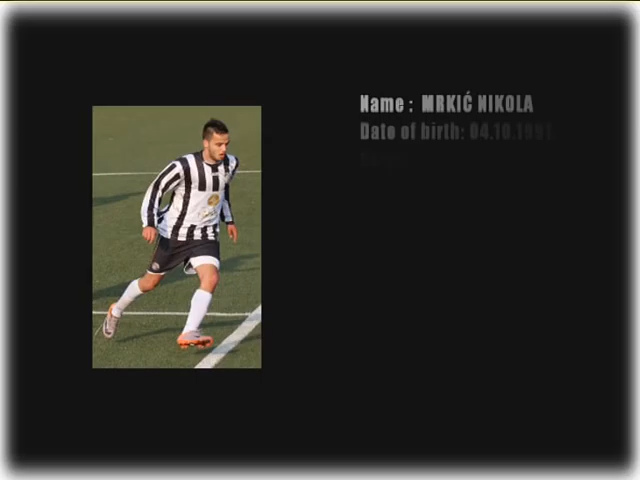 Name : MRKIĆ NIKOLA
Date of birth: 04.10.1991